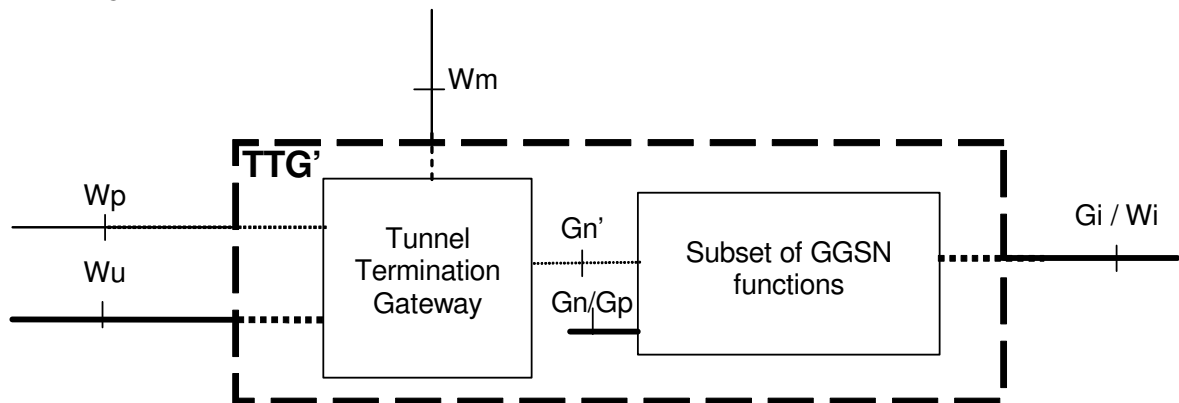 Wm
TTG’
Wp
Gn’
Gi / Wi
Tunnel
Termination
Gateway
Subset of GGSN
functions
Wu
Gn/Gp